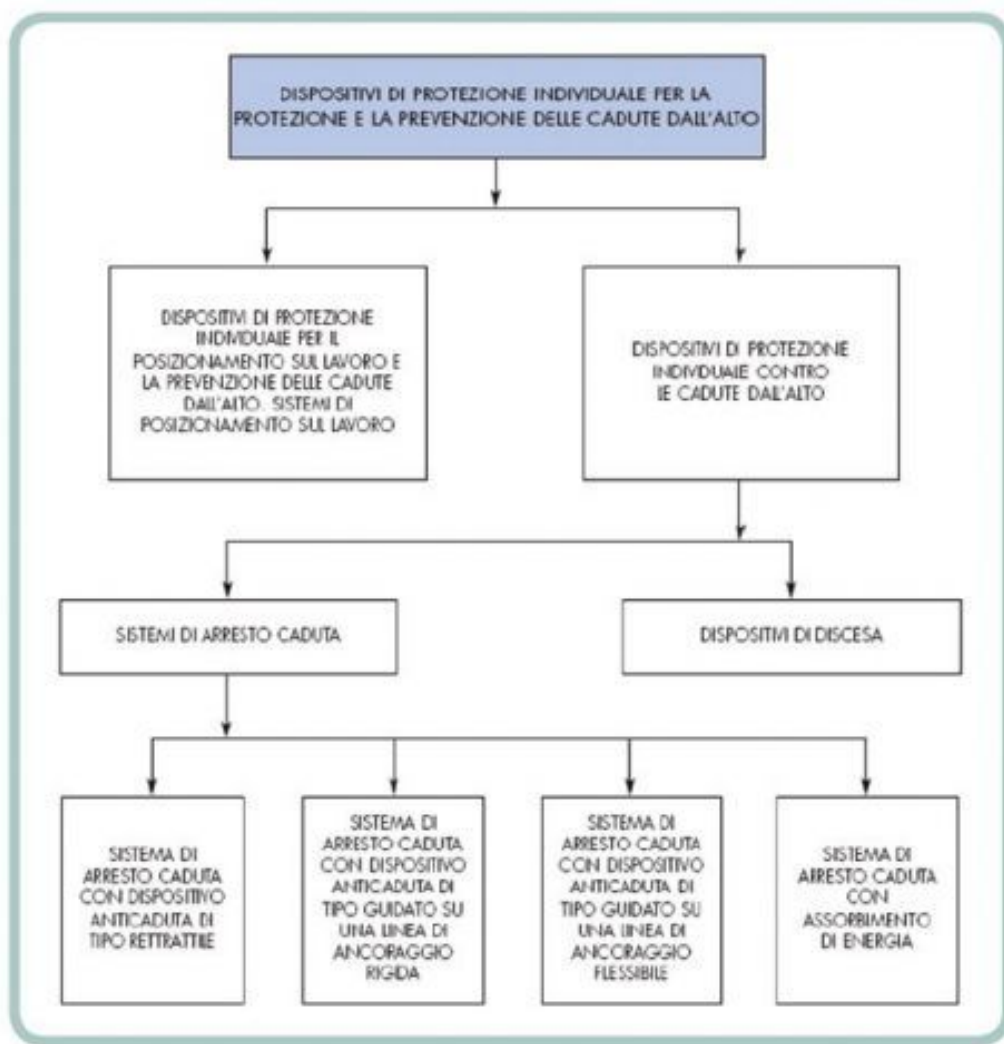 DISPOSITIVI DI PROTEZIONE INDIVIDUALE PER LA
PROTEZIONE E LA PREVENZIONE DELLE CADUTE DALL'ALTO
DISPOSITIVI DI PROTEZIONE
INDIVIDUALE PER IL
POSIZIONAMENTO SUL LAVORO E
LA PREVENZIONE DELLE CADUTE
DALL'ALTO. SISTEMI DI
POSIZIONAMENTO SUL LAVORO
DISPOSITIVI DI PROTEZIONE
INDIVIDUALE CONTRO
LE CADUTE DALL'ALTO
SISTEMI DI ARRESTO CADUTA
DISPOSITIVI DI DISCESA
SISTEMA DI
ARRESTO CADUTA
CON DISPOSITIVO
ANTICADUTA DI
TIPO RETTRATTILE
SISTEMA DI
ARRESTO CADUTA
CON DISPOSITIVO
ANTICADUTA DI
TIPO GUIDATO SU
UNA LINEA DI
ANCORAGGIO
RIGIDA
SISTEMA DI
ARRESTO CADUTA
CON DISPOSITIVO
ANTICADUTA DI
TIPO GUIDATO SU
UNA LINEA DI
ANCORAGGIO
FLESSIBILE
SISTEMA DI
ARRESTO CADUTA
CON
ASSORBIMENTO
DI ENERGIA